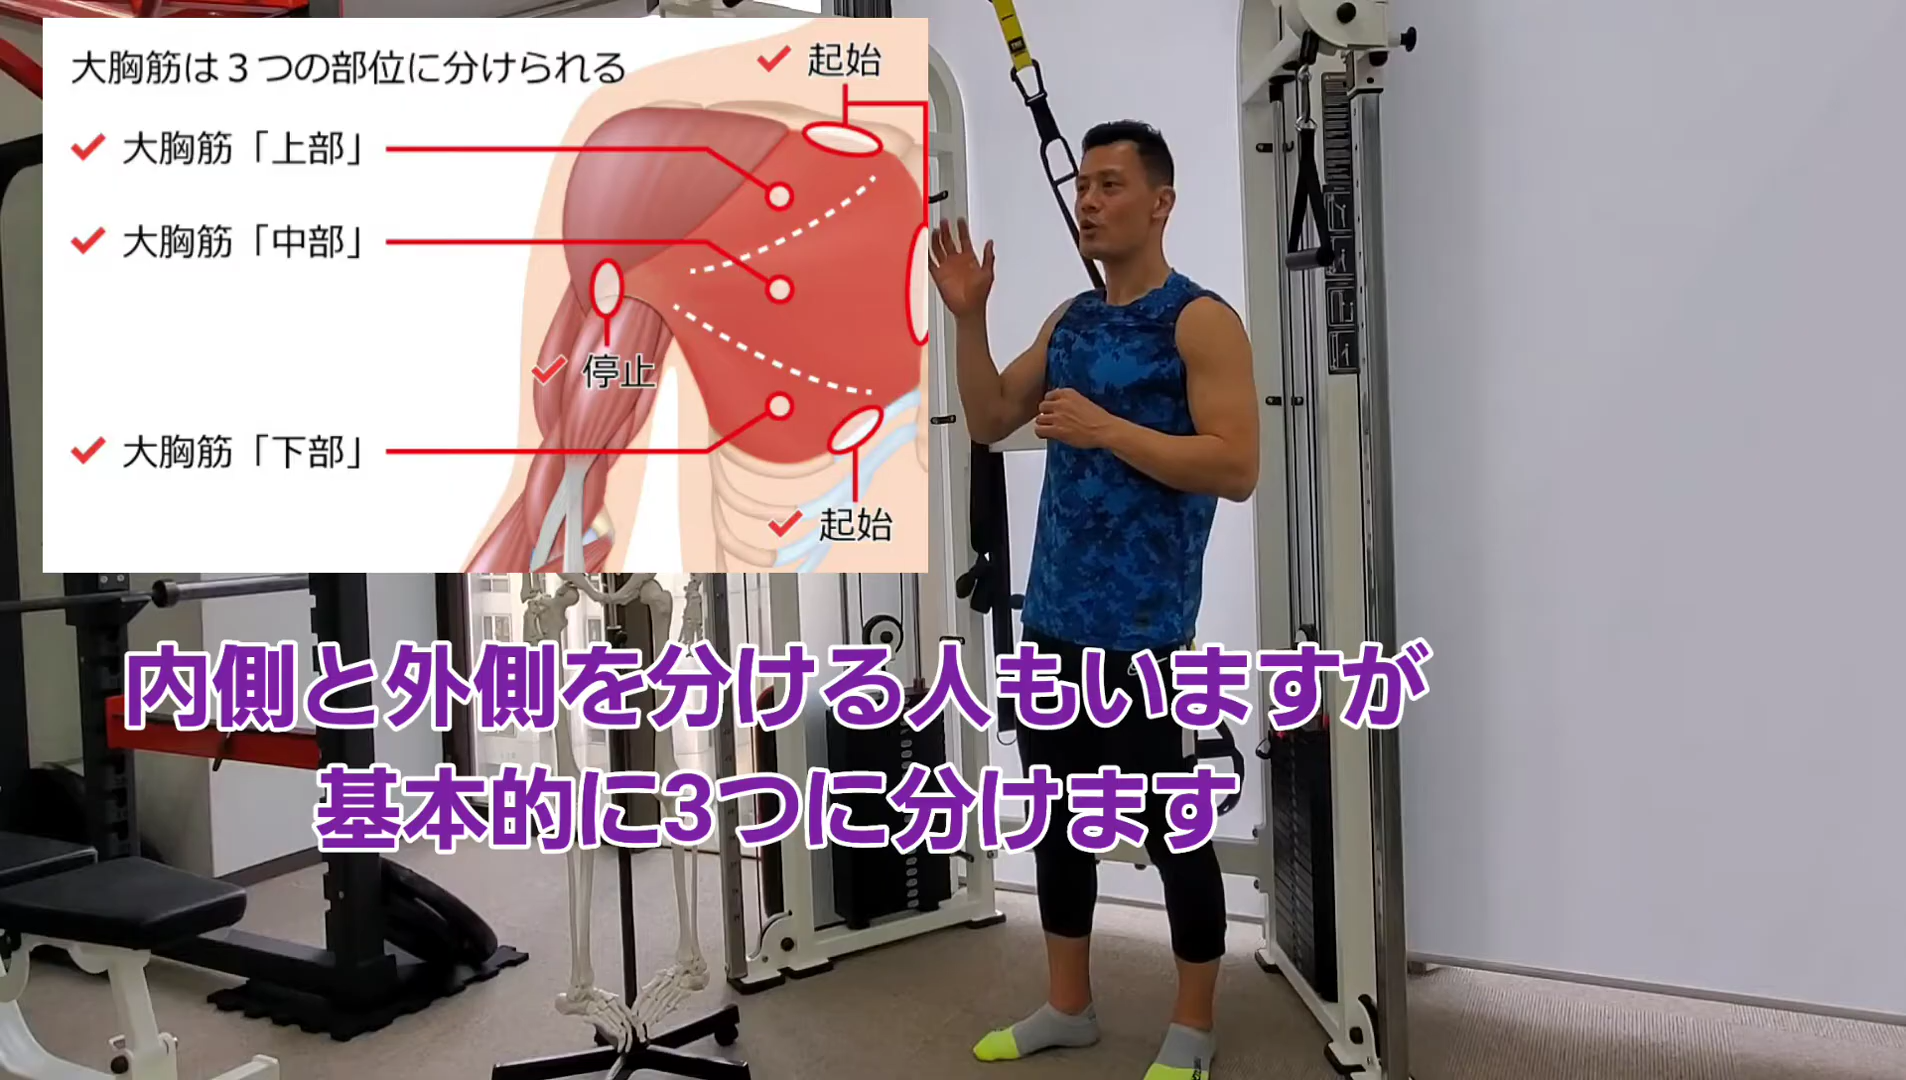 大胸筋は3つの部位に分けられる
起始
大胸筋「上部」
大胸筋「中部」
停止
大胸筋「下部」
起始
内側と外側を分ける人もいますが
基本的に3つに分けます